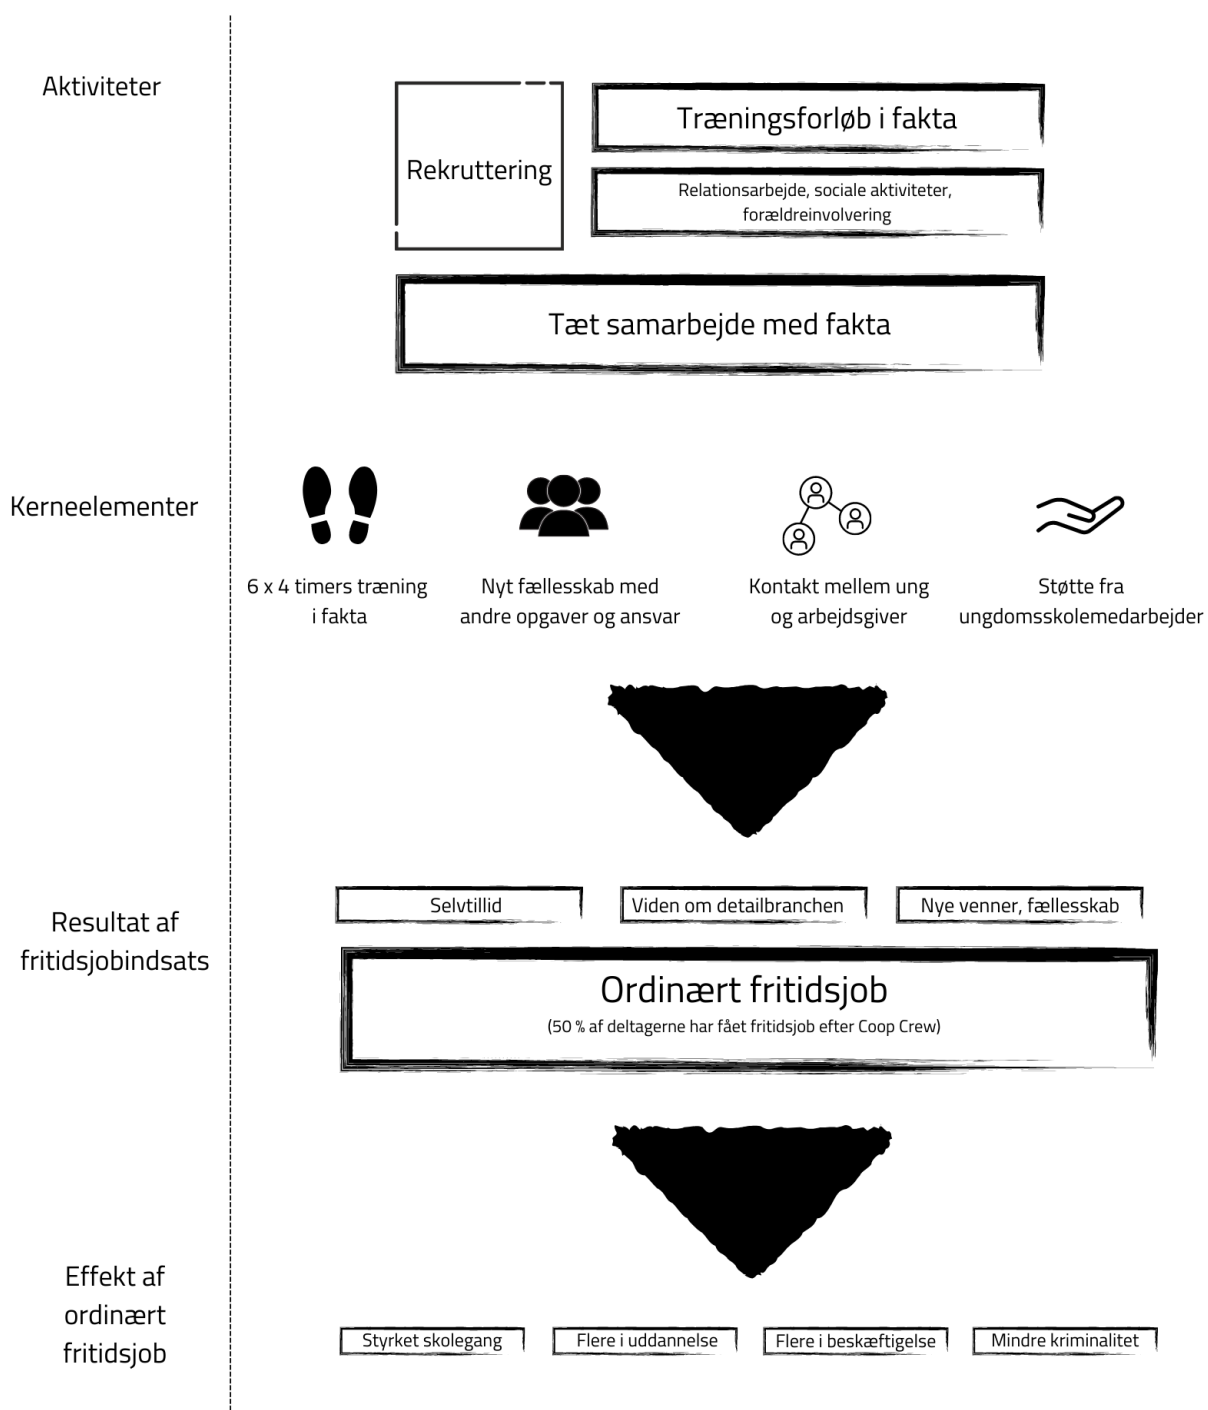 Aktiviteter
Rekruttering
Træningsforløb i fakta
Relationsarbejde, sociale aktiviteter,
forældreinvolvering
Tæt samarbejde med fakta
Kerneelementer
6 x 4 timers træning
i fakta
Nyt fællesskab med
andre opgaver og ansvar
Kontakt mellem ung
og arbejdsgiver
Støtte fra
ungdomsskolemedarbejder
Resultat af
fritidsjobindsats
Selvtillid
Viden om detailbranchen
Nye venner, fællesskab
Ordinært fritidsjob
(50 % af deltagerne har fået fritidsjob efter Coop Crew)
Effekt af
ordinært
fritidsjob
Styrket skolegang
Flere i uddannelse
Flere i beskæftigelse
Mindre kriminalitet